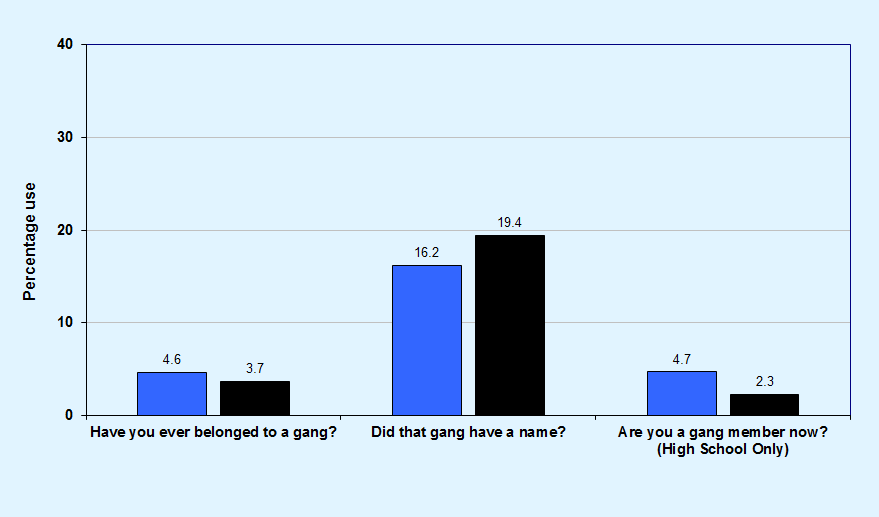 40
30
20
10
0
Percentage use
4.6
3.7
16.2
19.4
4.7
2.3
Have you ever belonged to a gang?
Did that gang have a name?
Are you a gang member now?
(High School Only)